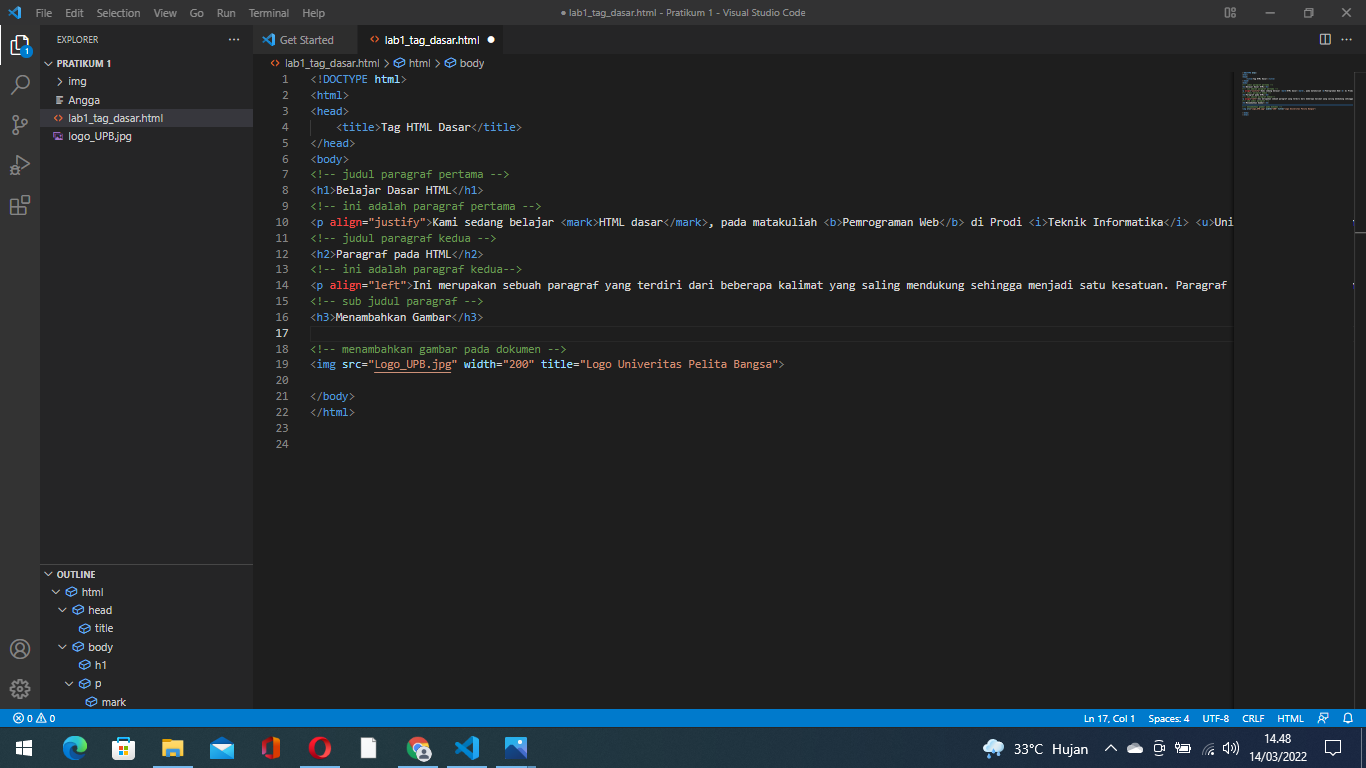 File Edit Selection View Go Run Terminal Help
● lab1_tag_dasar.html - Pratikum 1 - Visual Studio Code
EXPLORER
PRATIKUM 1
img
Angga
lab1_tag_dasar.html
logo_UPB.jpg
Get Started
lab1_tag_dasar.html ●
lab1_tag_dasar.html > html > body
1 <!DOCTYPE html>
2 <html>
3 <head>
4 <title>Tag HTML Dasar</title>
5 </head>
6 <body>
7 <!-- judul paragraf pertama -->
8 <h1>Belajar Dasar HTML</h1>
9 <!-- ini adalah paragraf pertama -->
10 <p align="justify">Kami sedang belajar <mark>HTML dasar</mark>, pada matakuliah <b>Pemrograman Web</b> di Prodi <i>Teknik Informatika</i> <u>Uni
11 <!-- judul paragraf kedua -->
12 <h2>Paragraf pada HTML</h2>
13 <!-- ini adalah paragraf kedua-->
14 <p align="left">Ini merupakan sebuah paragraf yang terdiri dari beberapa kalimat yang saling mendukung sehingga menjadi satu kesatuan. Paragraf
15 <!-- sub judul paragraf -->
16 <h3>Menambahkan Gambar</h3>
17
18 <!-- menambahkan gambar pada dokumen -->
19 <img src="Logo_UPB.jpg" width="200" title="Logo Univeritas Pelita Bangsa">
20
21 </body>
22 </html>
23
24
OUTLINE
html
head
title
body
h1
p
mark
1
0 0
Ln 17, Col 1 Spaces: 4 UTF-8 CRLF HTML
33°C Hujan
14.48
14/03/2022